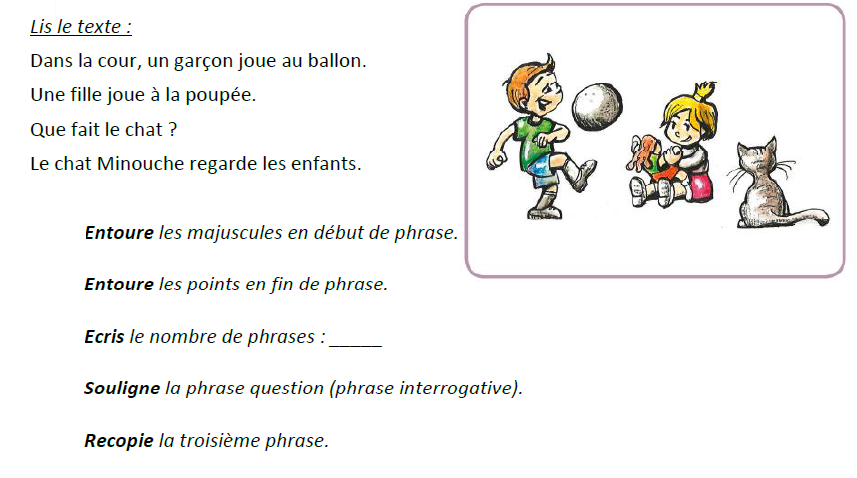 Lis le texte :
Dans la cour, un garçon joue au ballon.
Une fille joue à la poupée.
Que fait le chat ?
Le chat Minouche regarde les enfants.
Entoure les majuscules en début de phrase.
Entoure les points en fin de phrase.
Ecris le nombre de phrases : _____
Souligne la phrase question (phrase interrogative).
Recopie la troisième phrase.